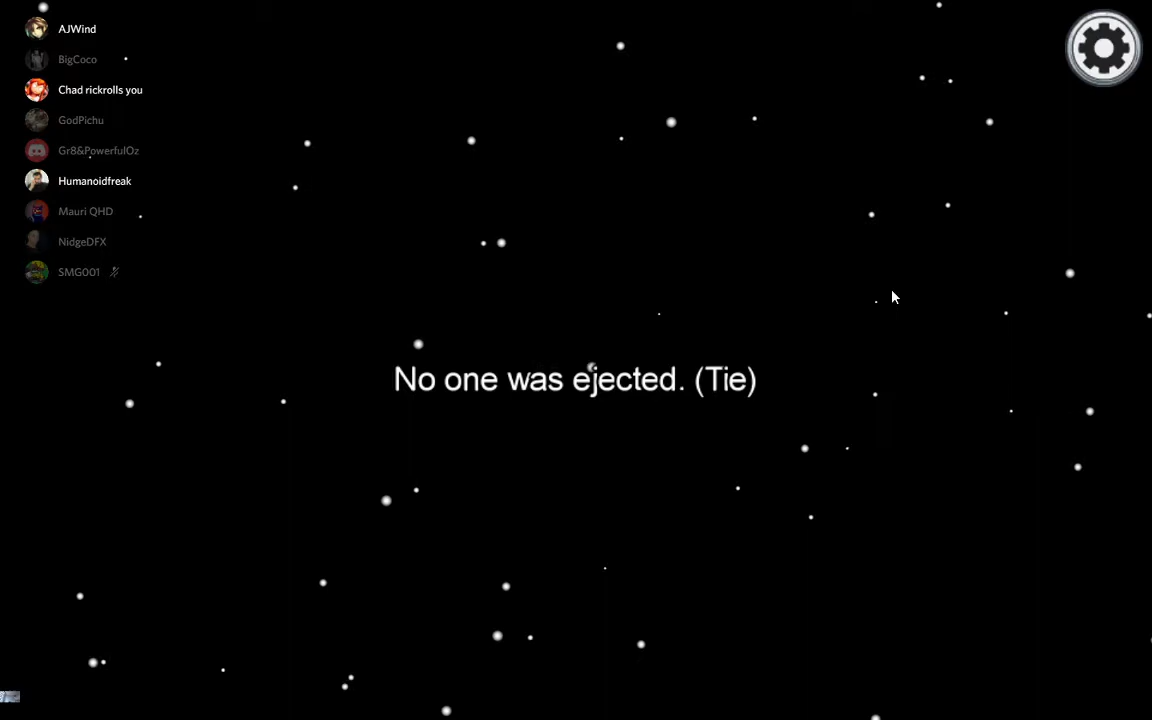 AJWind
BigCoco
Chad rickrolls you
GodPichu
Gr8&PowerfulOz
Humanoidfreak
Mauri QHD
NidgeDFX
SMG001
No one was ejected. (Tie)